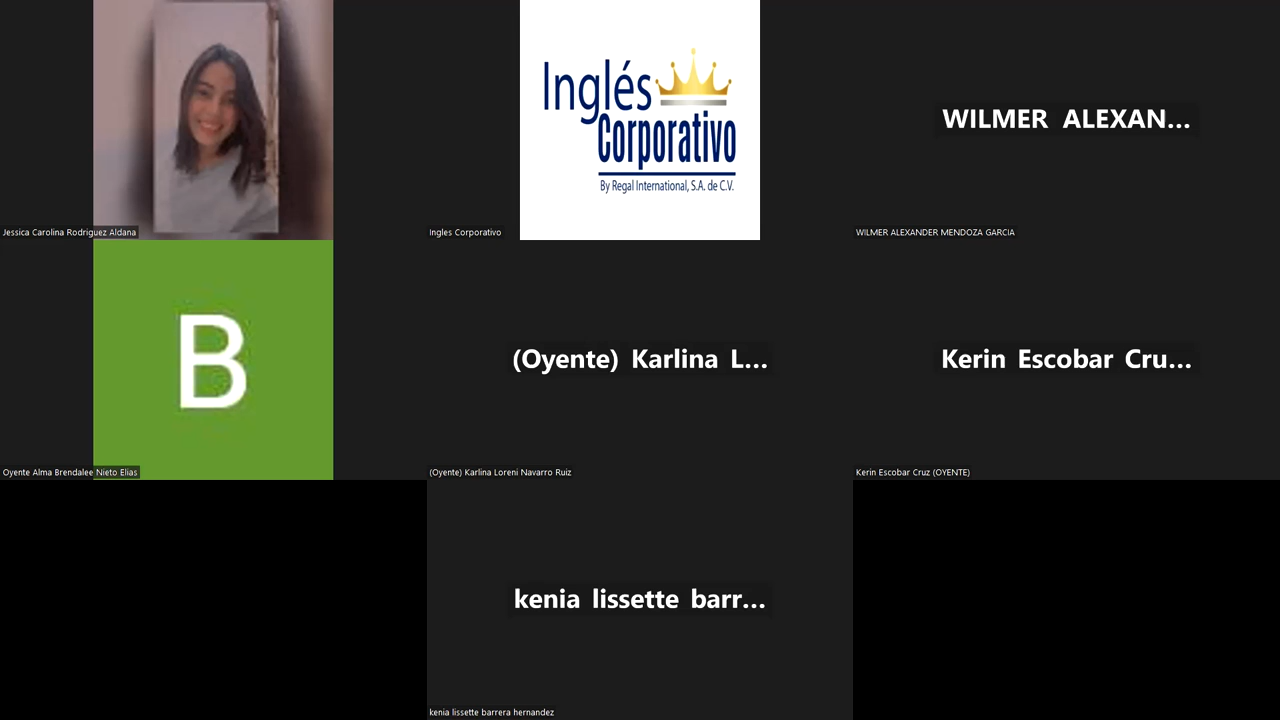 Jessica Carolina Rodriguez Aldana
Inglés
Corporativo
By Regal International, S.A. de C.V.
Ingles Corporativo
WILMER ALEXAN...
WILMER ALEXANDER MENDOZA GARCIA
B
Oyente Alma Brendalee Nieto Elias
(Oyente) Karlina L...
(Oyente) Karlina Loreni Navarro Ruiz
Kerin Escobar Cru...
Kerin Escobar Cruz (OYENTE)
kenia lissette barr...
kenia lissette barrera hernandez